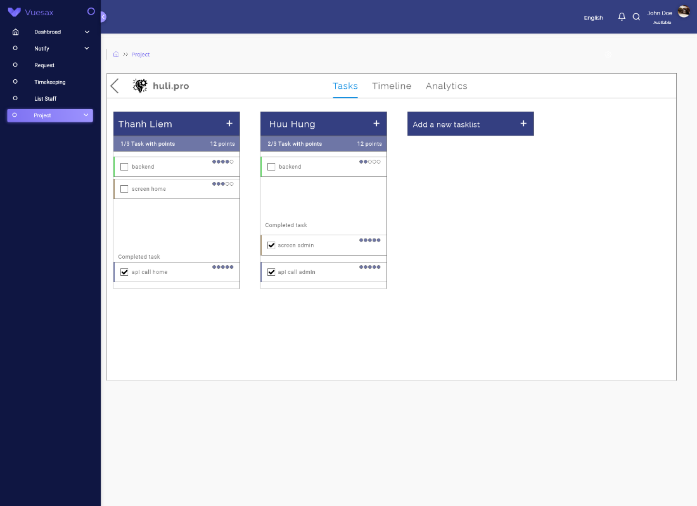 Vuesax
Dashbroad
Notify
Request
Timekeeping
List Staff
Project
English
John Doe
Available
>> Project
huli.pro
Tasks
Timeline
Analytics
Thanh Liem +
1/3 Task with points 12 points
backend
screen home
Completed task
api call home
Huu Hung +
2/3 Task with points 12 points
backend
Completed task
screen admin
api call admin
Add a new tasklist +